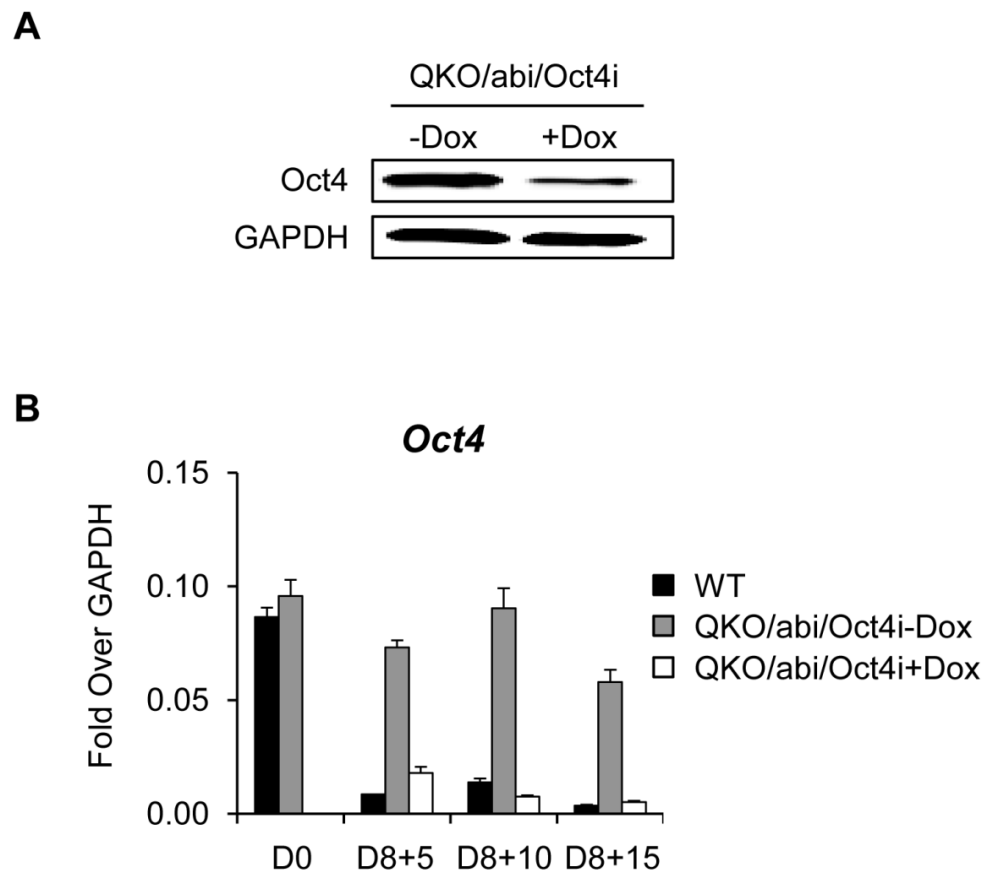 A
QKO/abi/Oct4i
-Dox +Dox
Oct4
GAPDH
B
Oct4
Fold Over GAPDH
0.15
0.10
0.05
0.00
D0 D8+5 D8+10 D8+15
WT
QKO/abi/Oct4i-Dox
QKO/abi/Oct4i+Dox